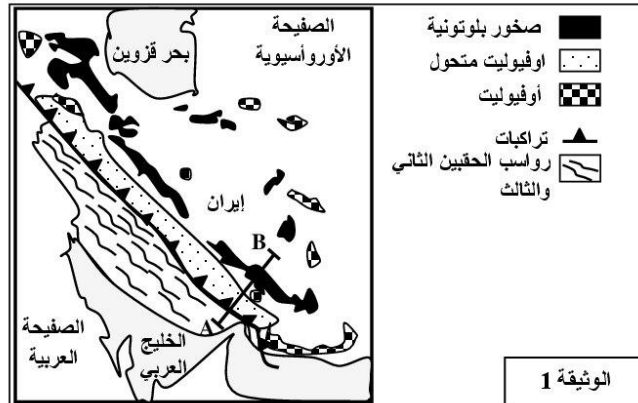 الصفيحة
الأوروأسيوية
بحر قزوين
إيران
B
A
الصفيحة
العربية
الخليج
العربي
صخور بلوتونية
اوفيوليت متحول
أوفيوليت
تراكبات
رواسب الحقبين الثاني
والثالث
الوثيقة 1